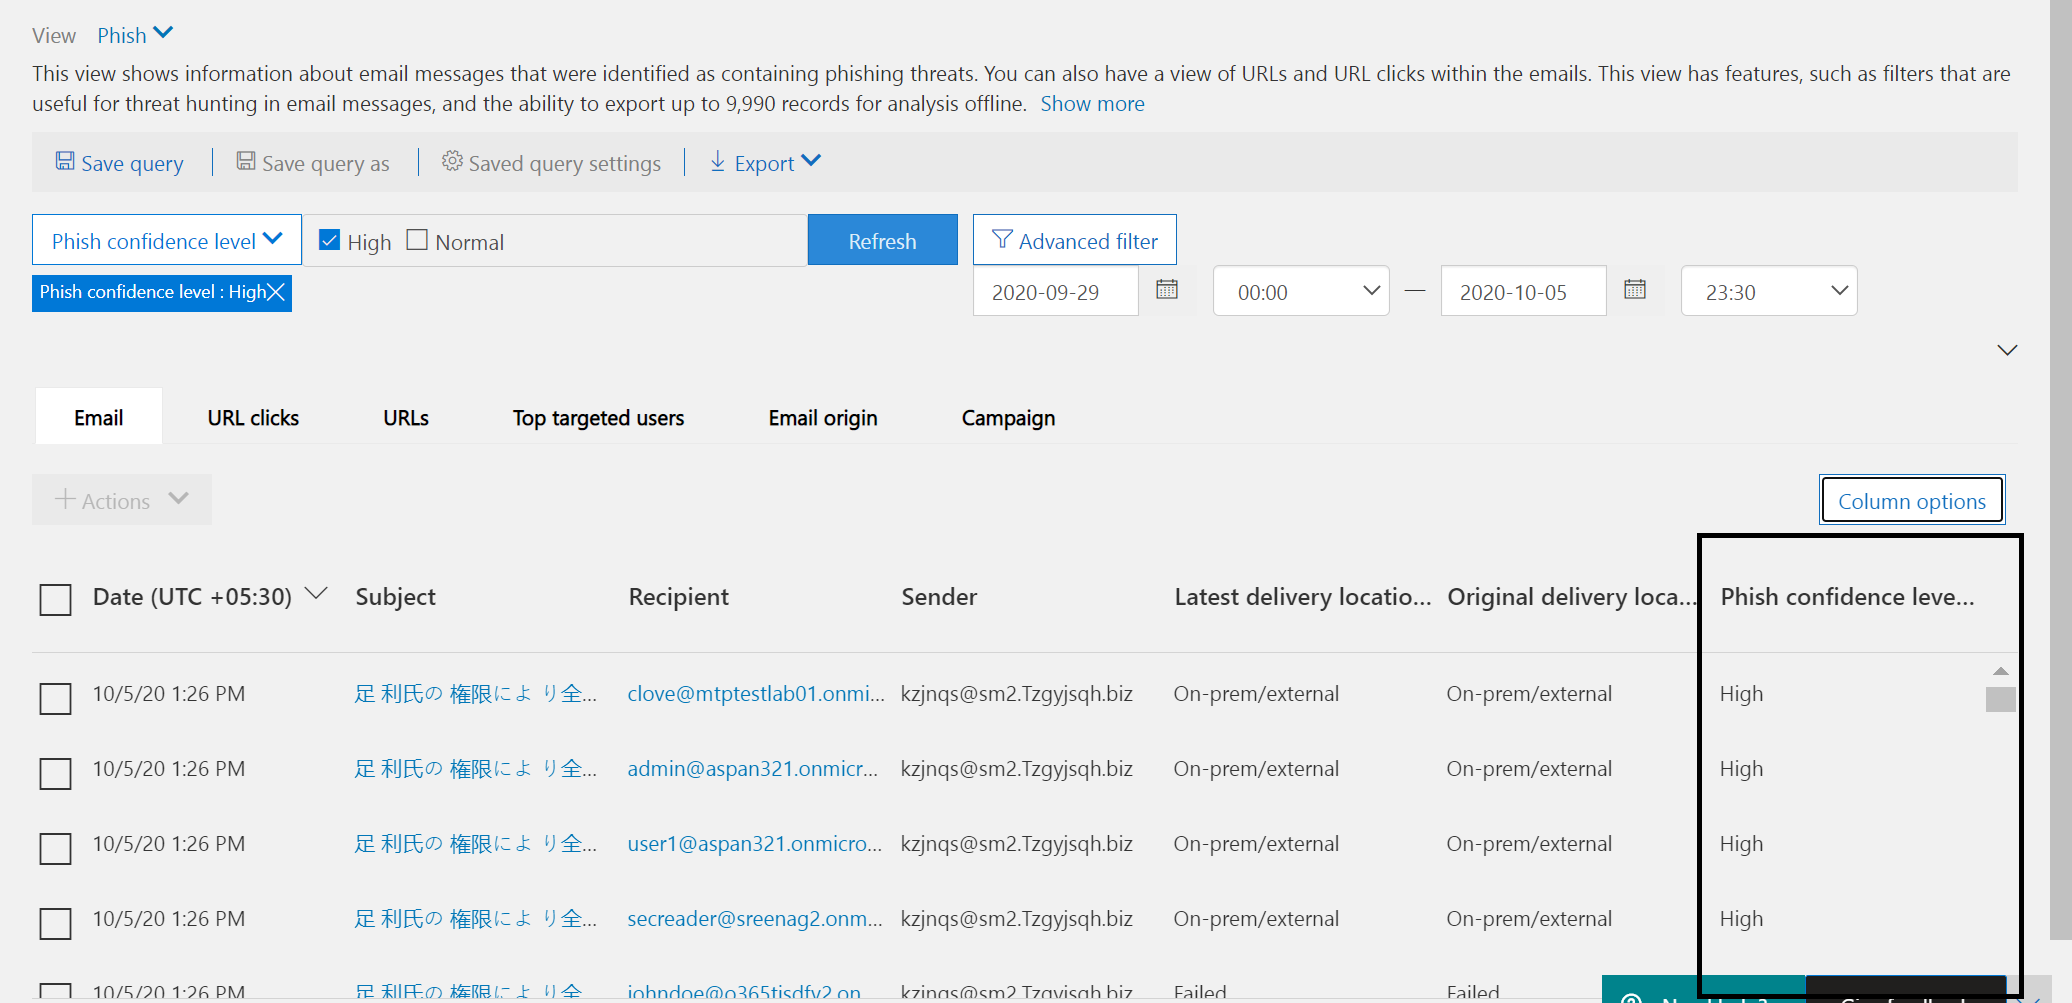 View Phish
This view shows information about email messages that were identified as containing phishing threats. You can also have a view of URLs and URL clicks within the emails. This view has features, such as filters that are
useful for threat hunting in email messages, and the ability to export up to 9,990 records for analysis offline. Show more
Save query Save query as Saved query settings Export
Phish confidence level High Normal Refresh Advanced filter
Phish confidence level : High 2020-09-29 00:00 — 2020-10-05 23:30
Email URL clicks URLs Top targeted users Email origin Campaign
Actions Column options
Date (UTC +05:30) Subject Recipient Sender Latest delivery locatio... Original delivery loca... Phish confidence leve...
10/5/20 1:26 PM 足 利氏の 権限によ り全... clove@mtptestlab01.onmi... kzjnqs@sm2.Tzgyjsqh.biz On-prem/external On-prem/external High
10/5/20 1:26 PM 足 利氏の 権限によ り全... admin@aspan321.onmicr... kzjnqs@sm2.Tzgyjsqh.biz On-prem/external On-prem/external High
10/5/20 1:26 PM 足 利氏の 権限によ り全... user1@aspan321.onmicro... kzjnqs@sm2.Tzgyjsqh.biz On-prem/external On-prem/external High
10/5/20 1:26 PM 足 利氏の 権限によ り全... secreader@sreenag2.onm... kzjnqs@sm2.Tzgyjsqh.biz On-prem/external On-prem/external High
10/5/20 1:26 PM 足 利氏の 権限によ り全... kzjnqs@sm2.Tzgyjsqh.biz Failed Failed